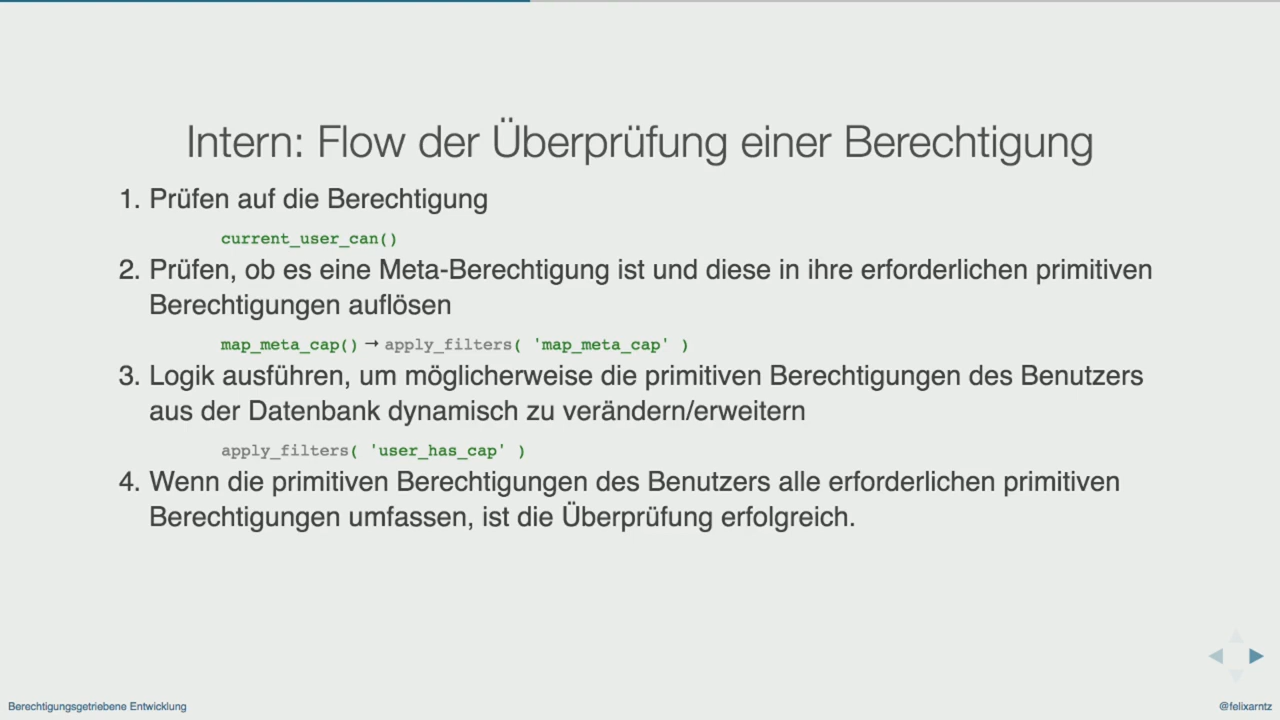 Intern: Flow der Überprüfung einer Berechtigung
1. Prüfen auf die Berechtigung
current_user_can()
2. Prüfen, ob es eine Meta-Berechtigung ist und diese in ihre erforderlichen primitiven
Berechtigungen auflösen
map_meta_cap() → apply_filters( 'map_meta_cap' )
3. Logik ausführen, um möglicherweise die primitiven Berechtigungen des Benutzers
aus der Datenbank dynamisch zu verändern/erweitern
apply_filters( 'user_has_cap' )
4. Wenn die primitiven Berechtigungen des Benutzers alle erforderlichen primitiven
Berechtigungen umfassen, ist die Überprüfung erfolgreich.
Berechtigungsgetriebene Entwicklung
@felixarntz